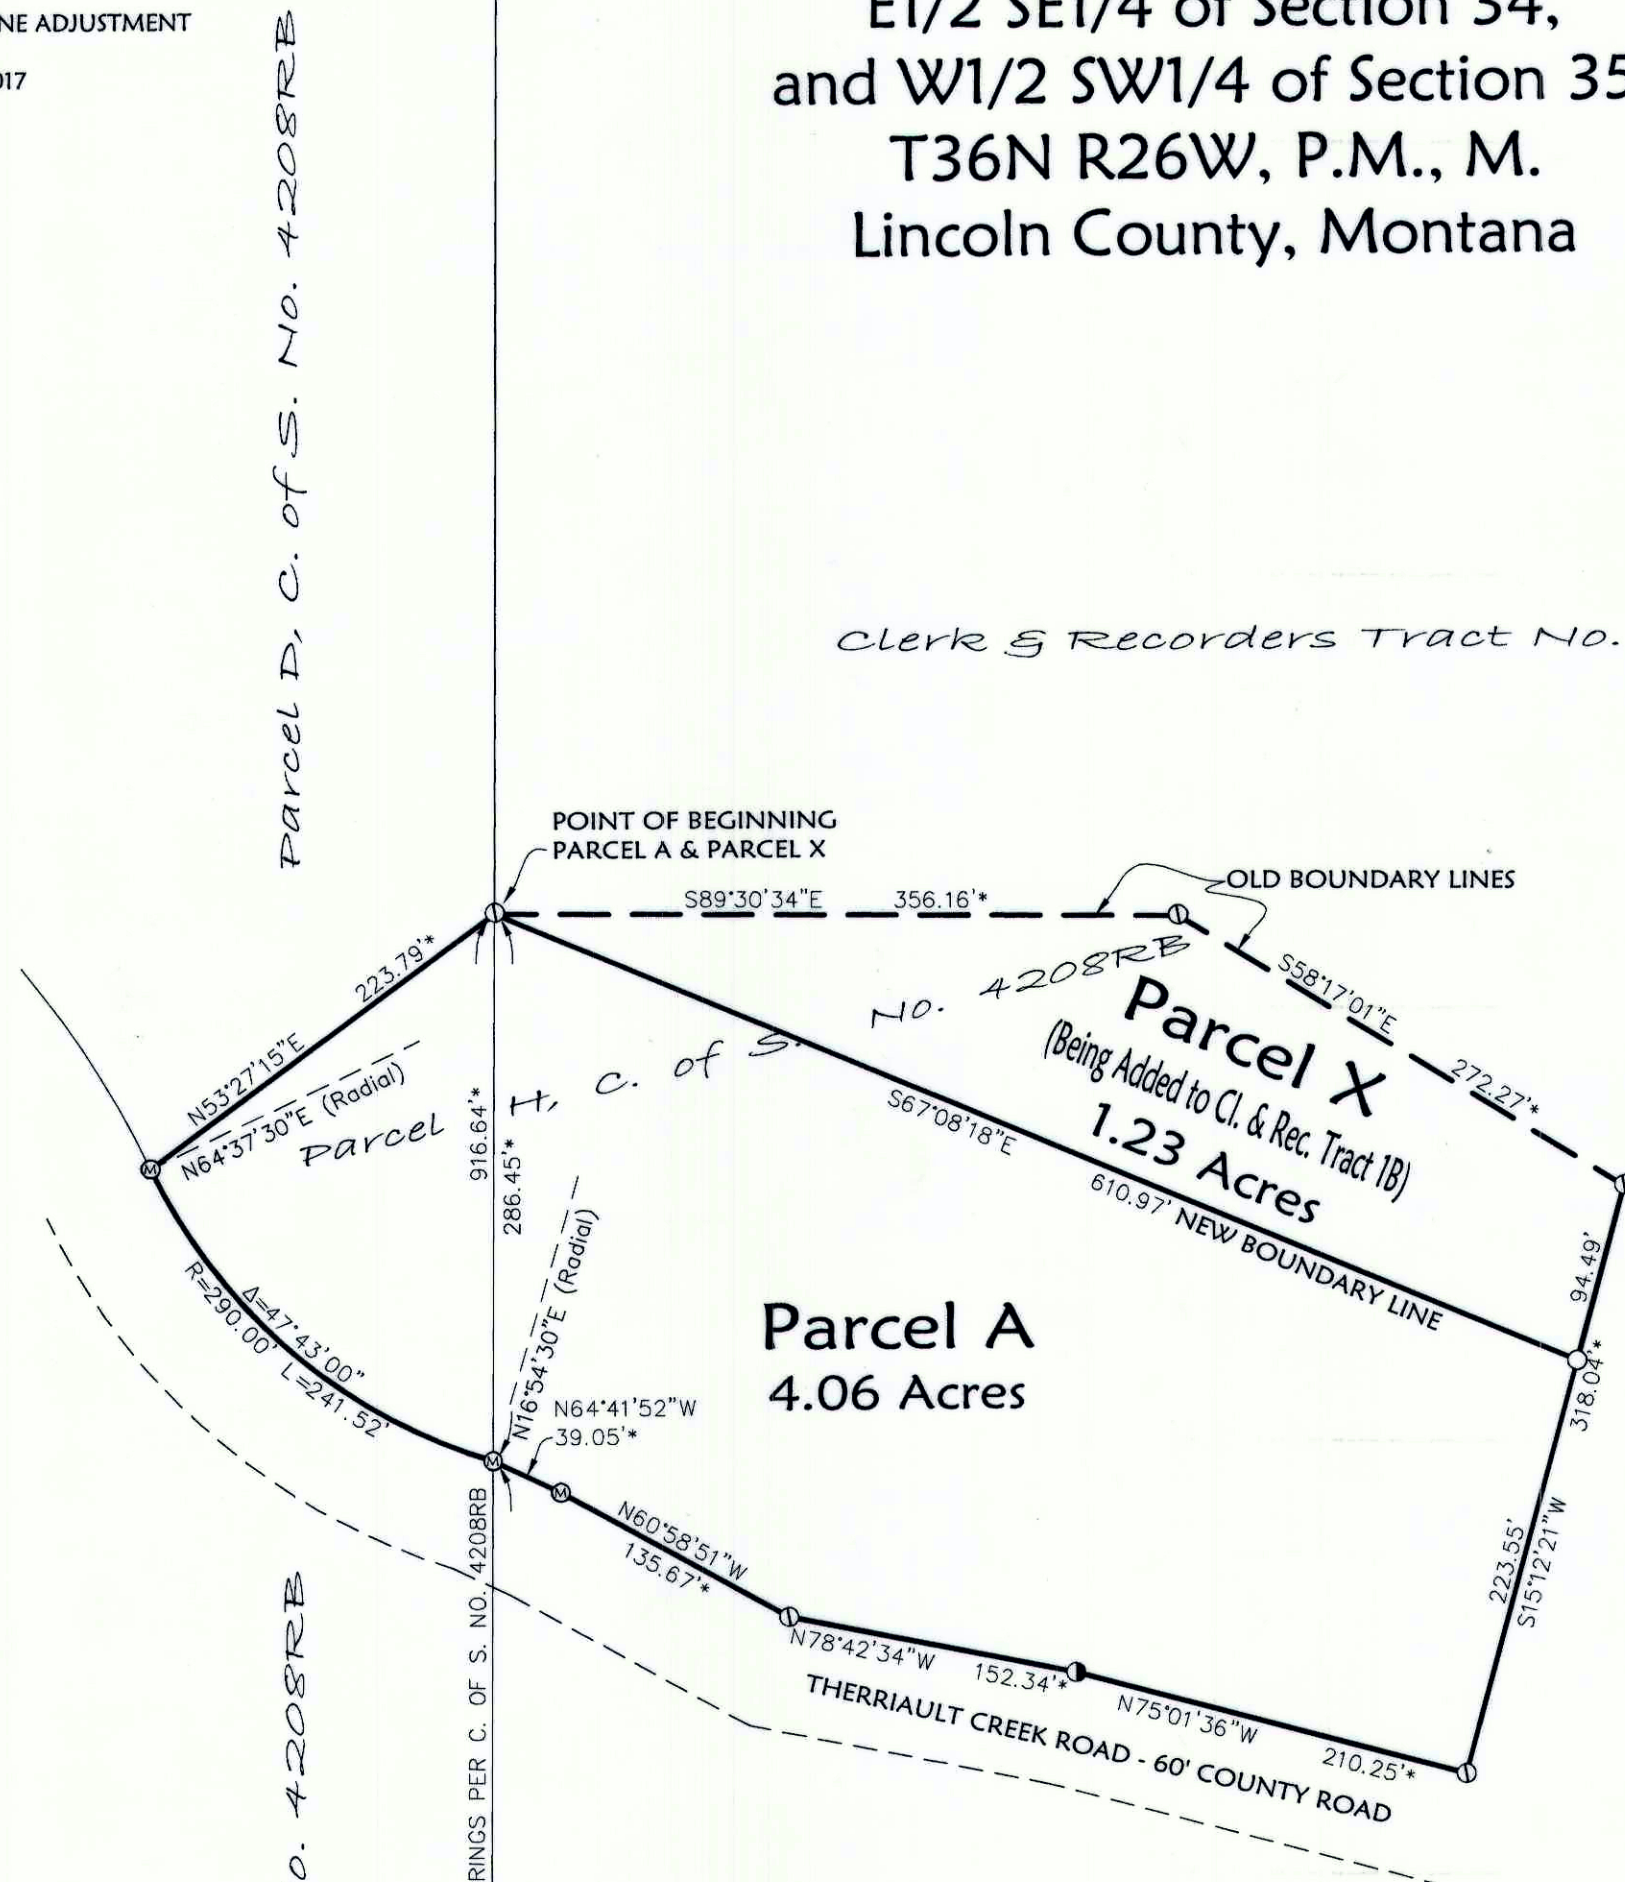 NE ADJUSTMENT
017
E1/2 SE1/4 of Section 34,
and W1/2 SW1/4 of Section 35
T36N R26W, P.M., M.
Lincoln County, Montana
Parcel D, C. of S. No. 4208RB
Clerk & Recorders Tract No.
POINT OF BEGINNING
PARCEL A & PARCEL X
OLD BOUNDARY LINES
S89°30'34"E 356.16'*
S58°17'01"E 272.27'*
N53°27'15"E 223.79'*
N64°37'30"E (Radial)
Parcel H, C. of S. No. 4208RB
Parcel X
(Being Added to Cl. & Rec. Tract 1B)
1.23 Acres
S67°08'18"E
610.97' NEW BOUNDARY LINE
916.64'*
286.45'*
N16°54'30"E (Radial)
94.49'
318.04'*
Δ=47°43'00"
R=290.00' L=241.52'
Parcel A
4.06 Acres
N64°41'52"W
39.05'*
N60°58'51"W
135.67'*
223.55'
S15°12'21"W
N78°42'34"W 152.34'*
N75°01'36"W 210.25'*
THERRIAULT CREEK ROAD - 60' COUNTY ROAD
RINGS PER C. OF S. NO. 4208RB
o. 4208RB
M
M
M